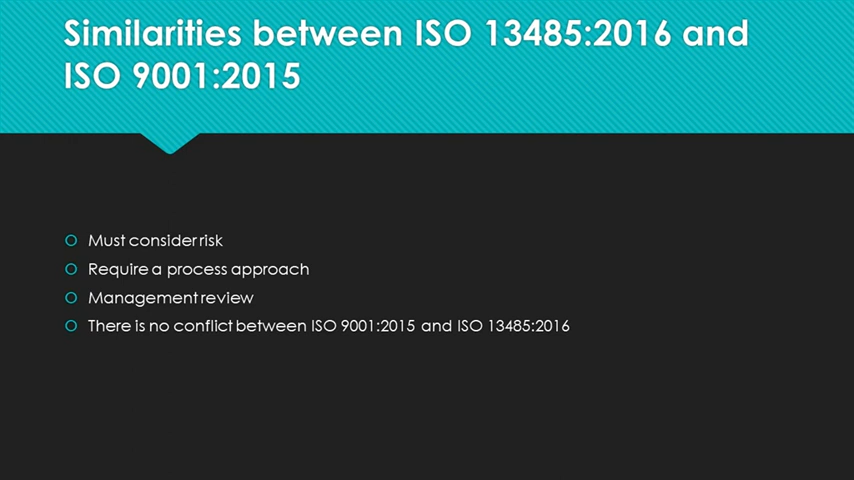 Similarities between ISO 13485:2016 and
ISO 9001:2015
Must consider risk
Require a process approach
Management review
There is no conflict between ISO 9001:2015 and ISO 13485:2016